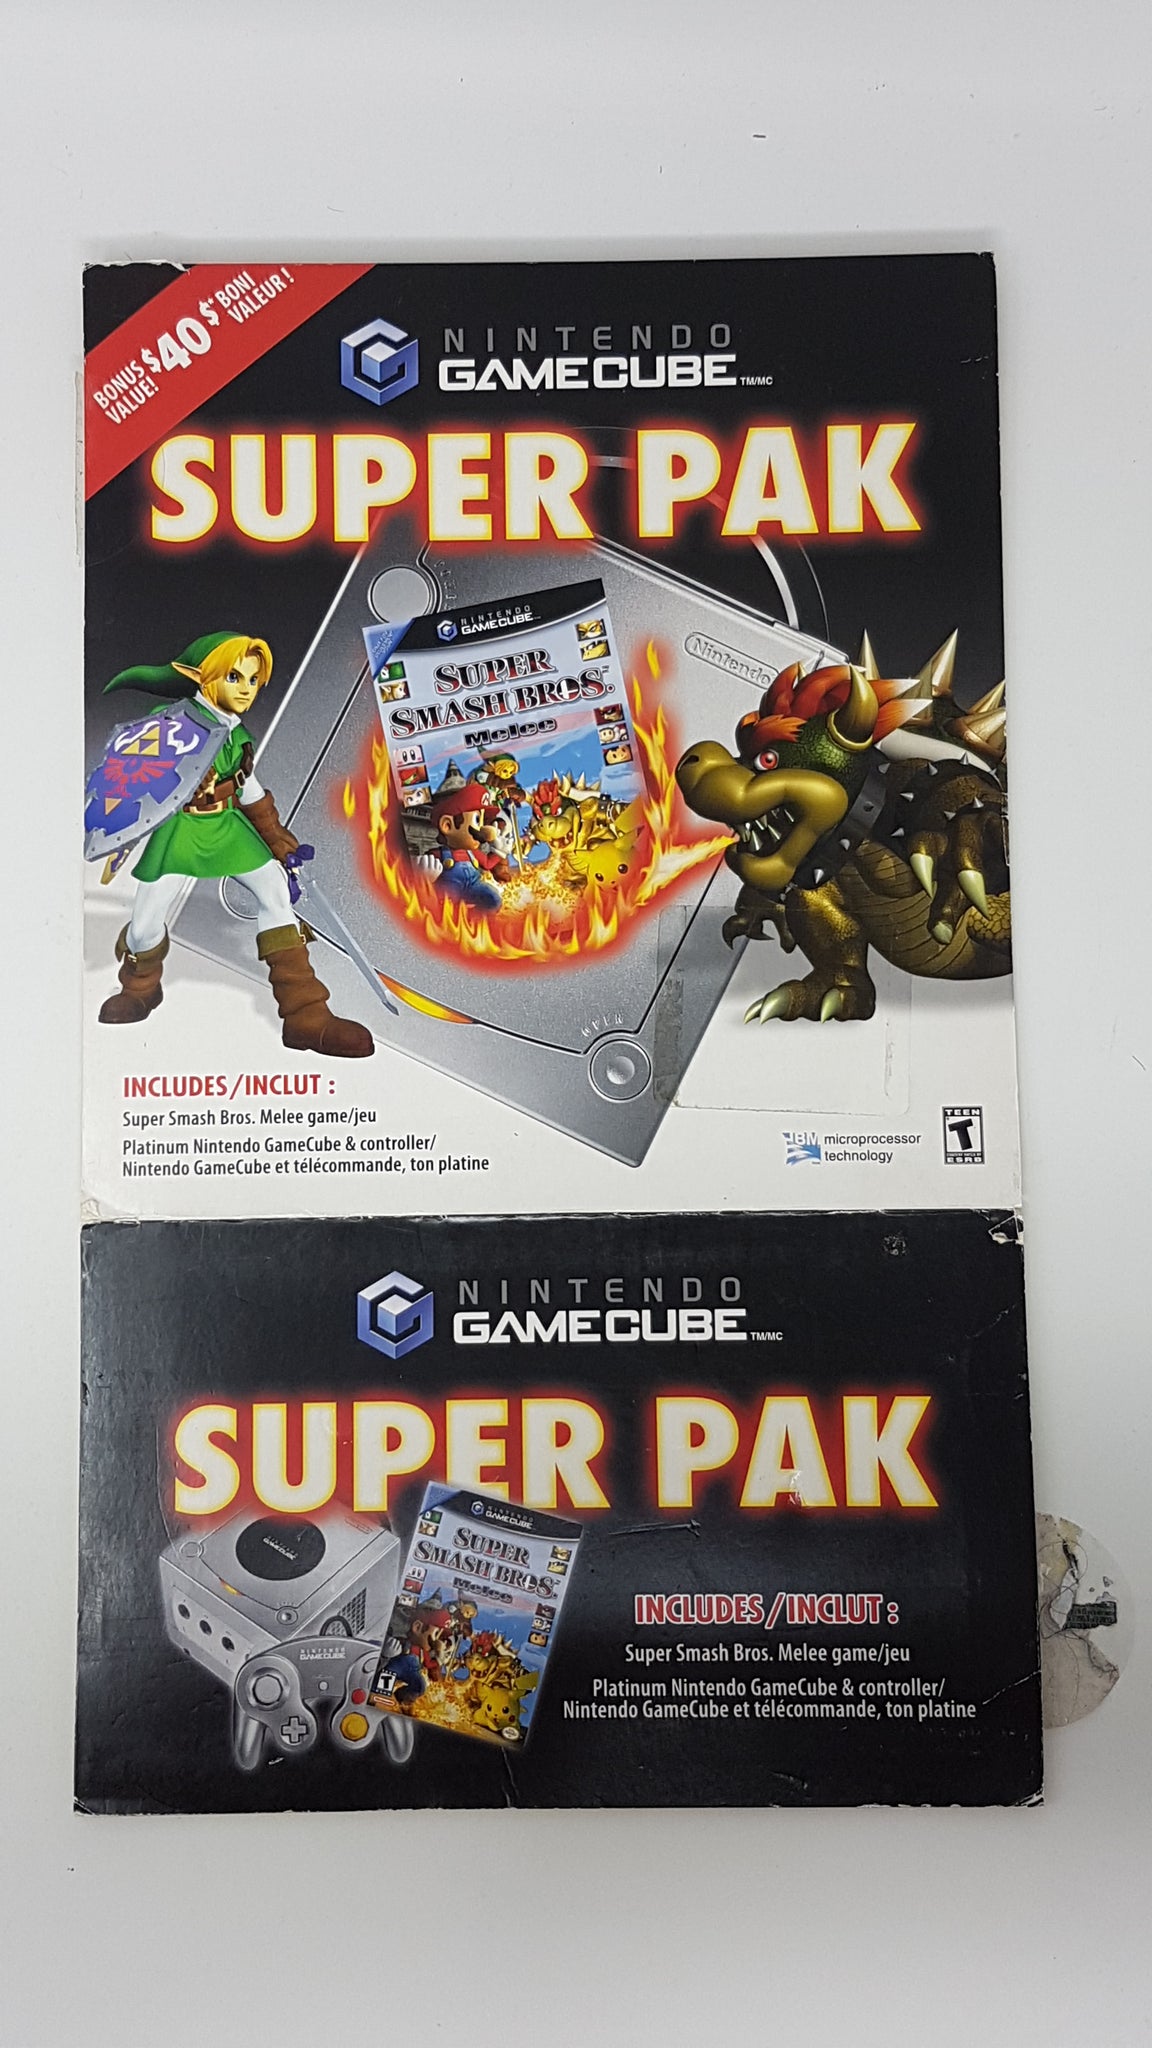 BONUS $40 $* BONI
VALUE! VALEUR !
NINTENDO
GAMECUBE TM/MC
SUPER PAK
Nintendo
NINTENDO
GAMECUBE
SUPER
SMASH BROS.
Melee
OPEN
INCLUDES/INCLUT :
Super Smash Bros. Melee game/jeu
Platinum Nintendo GameCube & controller/
Nintendo GameCube et télécommande, ton platine
IBM microprocessor
technology
TEEN
T
ESRB
NINTENDO
GAMECUBE TM/MC
SUPER PAK
NINTENDO
GAMECUBE
SUPER
SMASH BROS.
Melee
GAMECUBE
NINTENDO
GAMECUBE
T
INCLUDES/INCLUT :
Super Smash Bros. Melee game/jeu
Platinum Nintendo GameCube & controller/
Nintendo GameCube et télécommande, ton platine